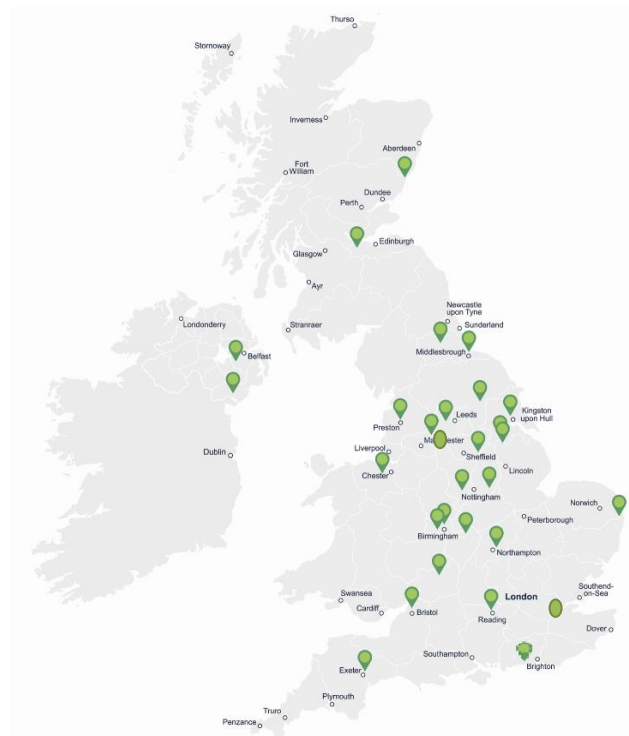 Thurso
Stornoway
Inverness
Aberdeen
Fort
William
Dundee
Perth
Edinburgh
Glasgow
Ayr
Newcastle
upon Tyne
Londonderry
Stranraer
Sunderland
Belfast
Middlesbrough
Leeds
Kingston
upon Hull
Preston
Liverpool
Dublin
Sheffield
Chester
Lincoln
Nottingham
Norwich
Peterborough
Birmingham
Northampton
Swansea
London
Southend-
on-Sea
Cardiff
Bristol
Reading
Dover
Southampton
Brighton
Exeter
Plymouth
Truro
Penzance